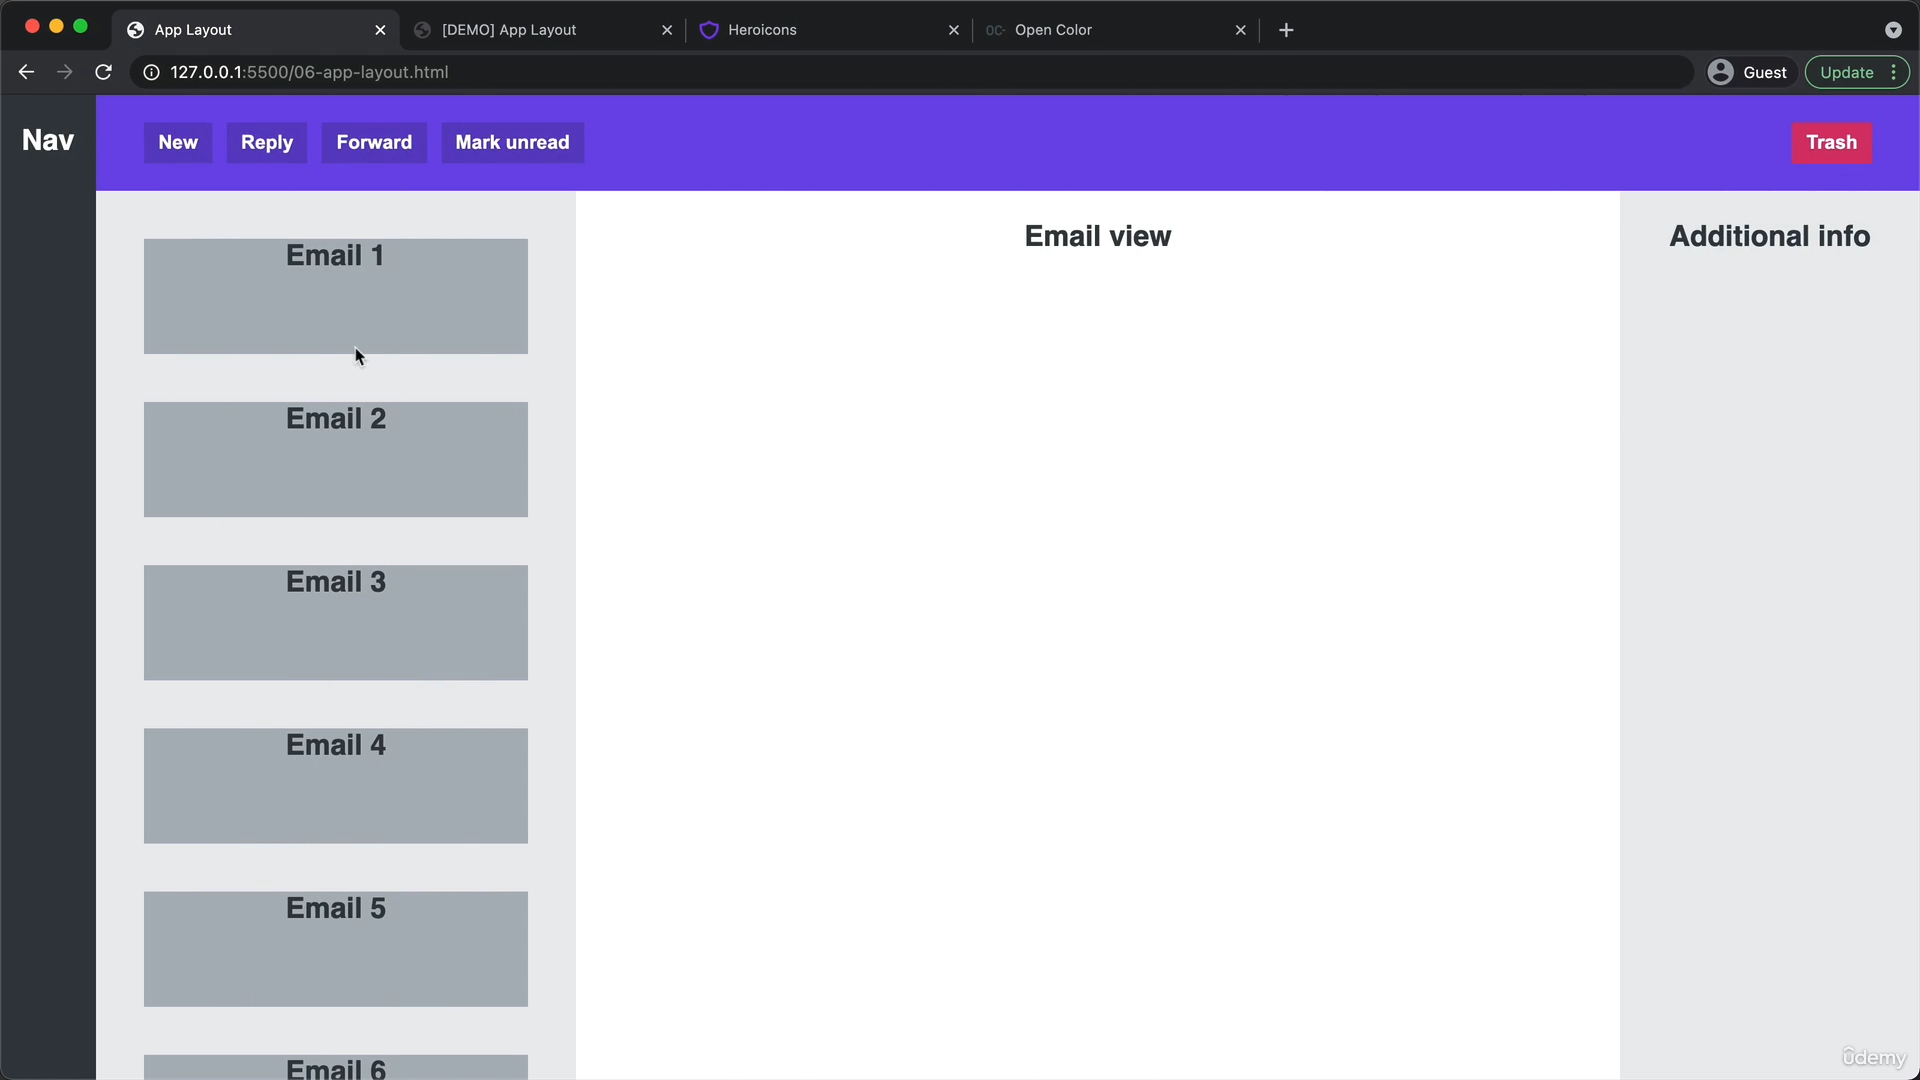 App Layout
[DEMO] App Layout
Heroicons
OC- Open Color
127.0.0.1:5500/06-app-layout.html
Guest
Update
Nav
New
Reply
Forward
Mark unread
Trash
Email 1
Email 2
Email 3
Email 4
Email 5
Email 6
Email view
Additional info
ûdemy